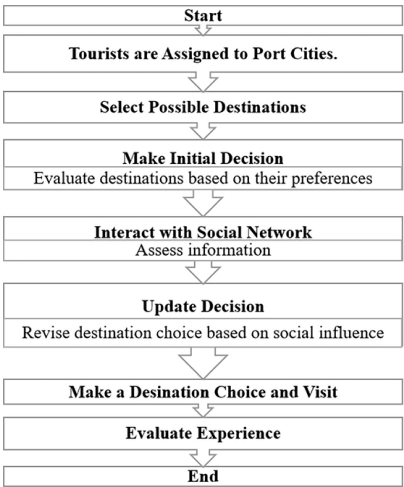 Start
Tourists are Assigned to Port Cities.
Select Possible Destinations
Make Initial Decision
Evaluate destinations based on their preferences
Interact with Social Network
Assess information
Update Decision
Revise destination choice based on social influence
Make a Desination Choice and Visit
Evaluate Experience
End